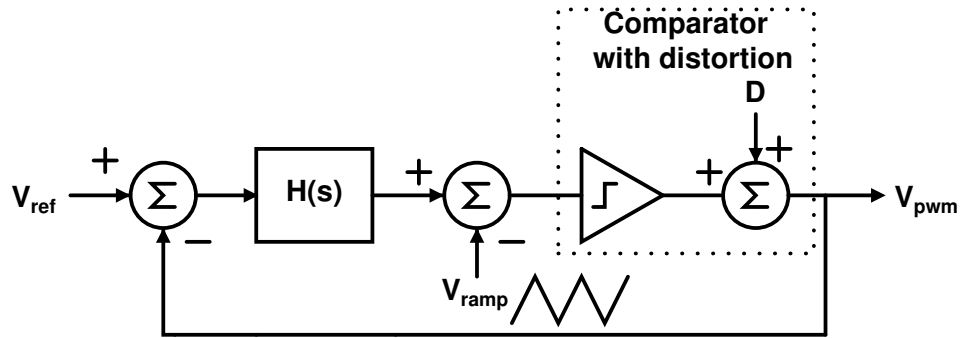 Comparator
with distortion
D
+
+
+
+
Σ
H(s)
Σ
Σ
V_ref
V_pwm
−
−
V_ramp